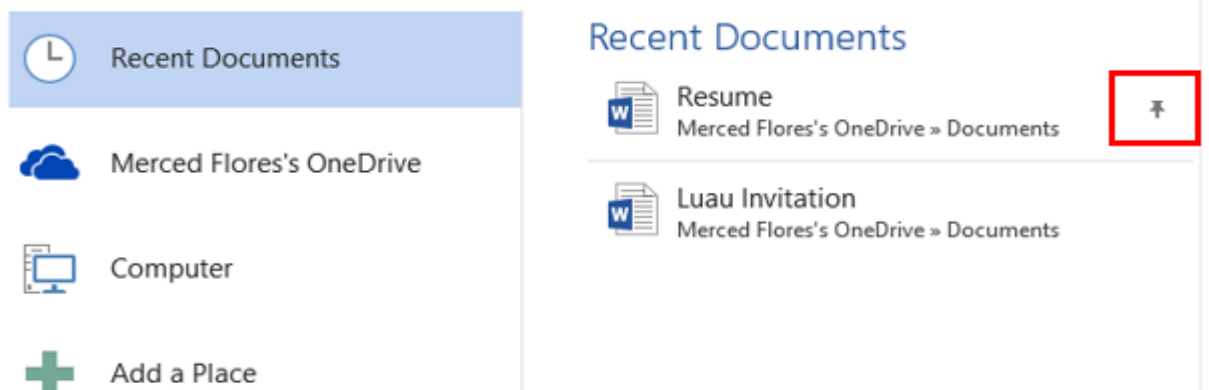 Recent Documents
Merced Flores's OneDrive
Computer
Add a Place
Recent Documents
W
Resume
Merced Flores's OneDrive » Documents
W
Luau Invitation
Merced Flores's OneDrive » Documents